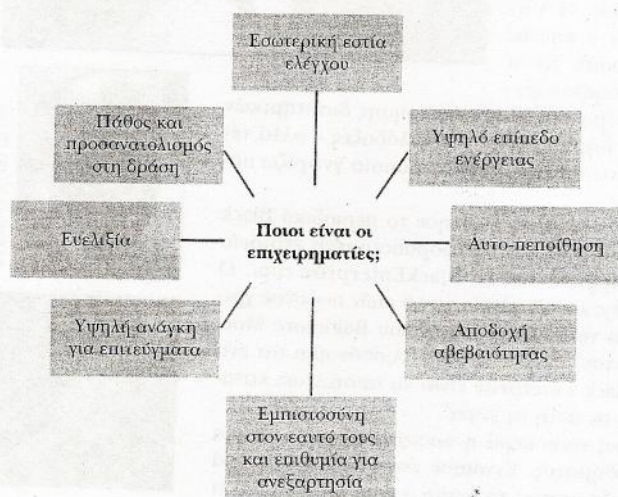 Εσωτερική εστία
ελέγχου
Πάθος και
προσανατολισμός
στη δράση
Υψηλό επίπεδο
ενέργειας
Ευελιξία
Ποιοι είναι οι
επιχειρηματίες;
Αυτο-πεποίθηση
Υψηλή ανάγκη
για επιτεύγματα
Αποδοχή
αβεβαιότητας
Εμπιστοσύνη
στον εαυτό τους
και επιθυμία για
ανεξαρτησία